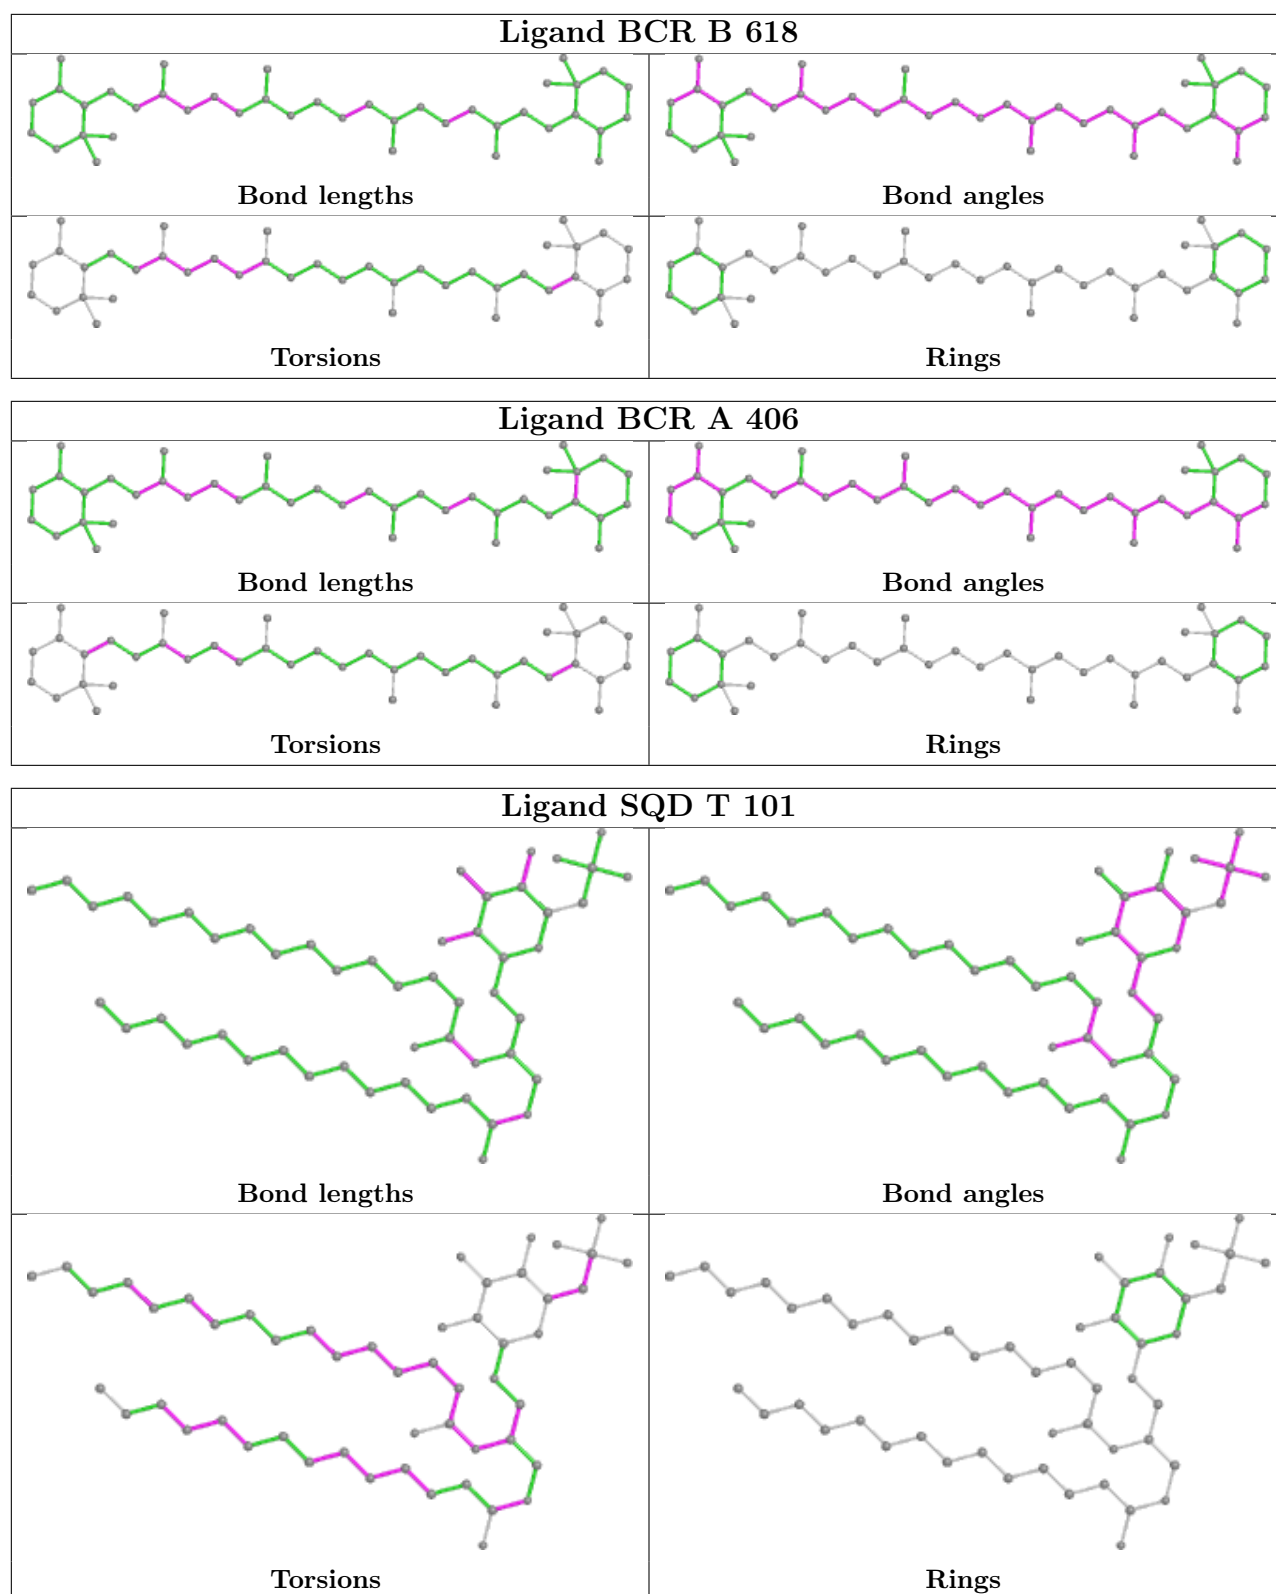 Ligand BCR B 618
Bond lengths
Bond angles
Torsions
Rings
Ligand BCR A 406
Bond lengths
Bond angles
Torsions
Rings
Ligand SQD T 101
Bond lengths
Bond angles
Torsions
Rings